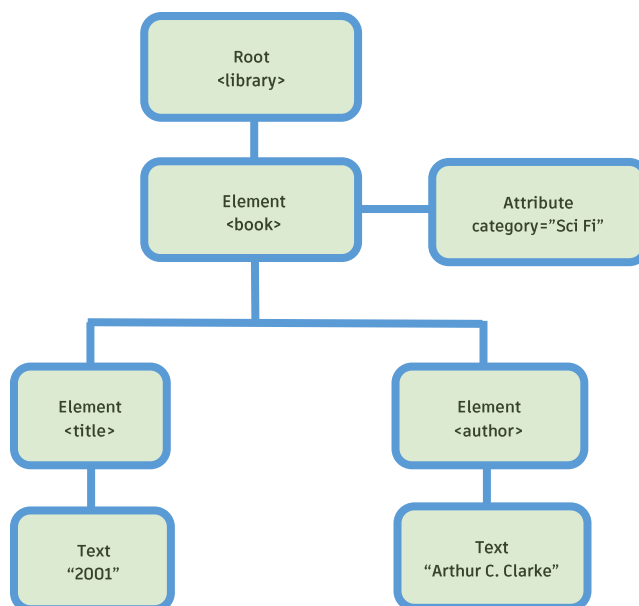 Root
<library>
Element
<book>
Attribute
category=”Sci Fi”
Element
<title>
Element
<author>
Text
“2001”
Text
“Arthur C. Clarke”